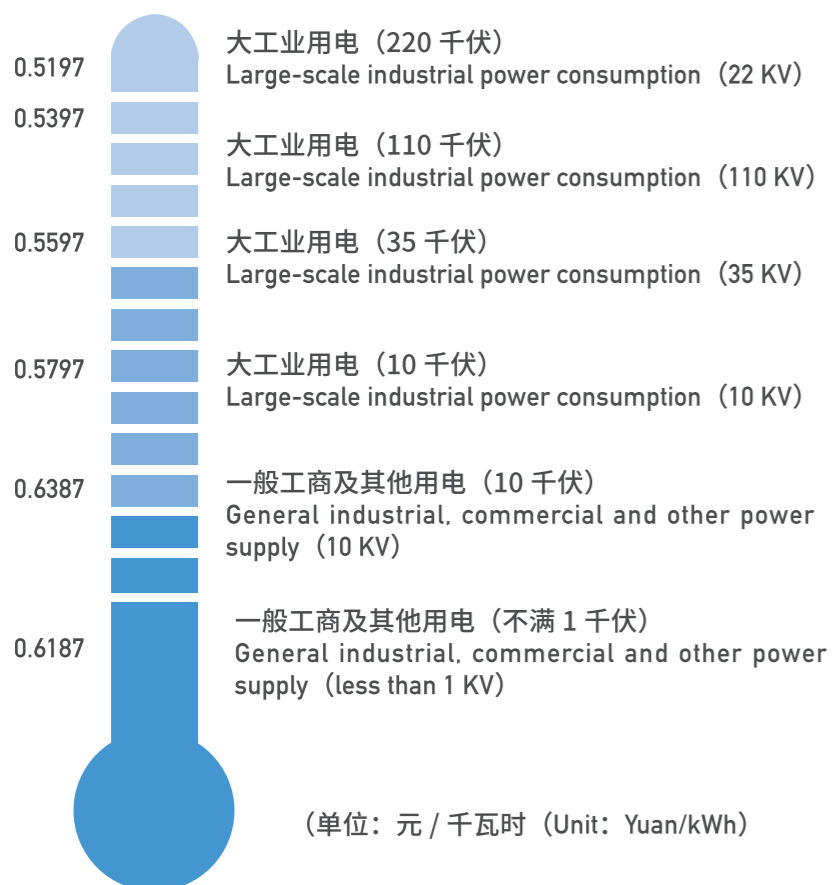 0.5197
大工业用电（220 千伏）
Large-scale industrial power consumption（22 KV）
0.5397
大工业用电（110 千伏）
Large-scale industrial power consumption（110 KV）
0.5597
大工业用电（35 千伏）
Large-scale industrial power consumption（35 KV）
0.5797
大工业用电（10 千伏）
Large-scale industrial power consumption（10 KV）
0.6387
一般工商及其他用电（10 千伏）
General industrial, commercial and other power
supply（10 KV）
0.6187
一般工商及其他用电（不满 1 千伏）
General industrial, commercial and other power
supply（less than 1 KV）
（单位：元 / 千瓦时（Unit：Yuan/kWh）